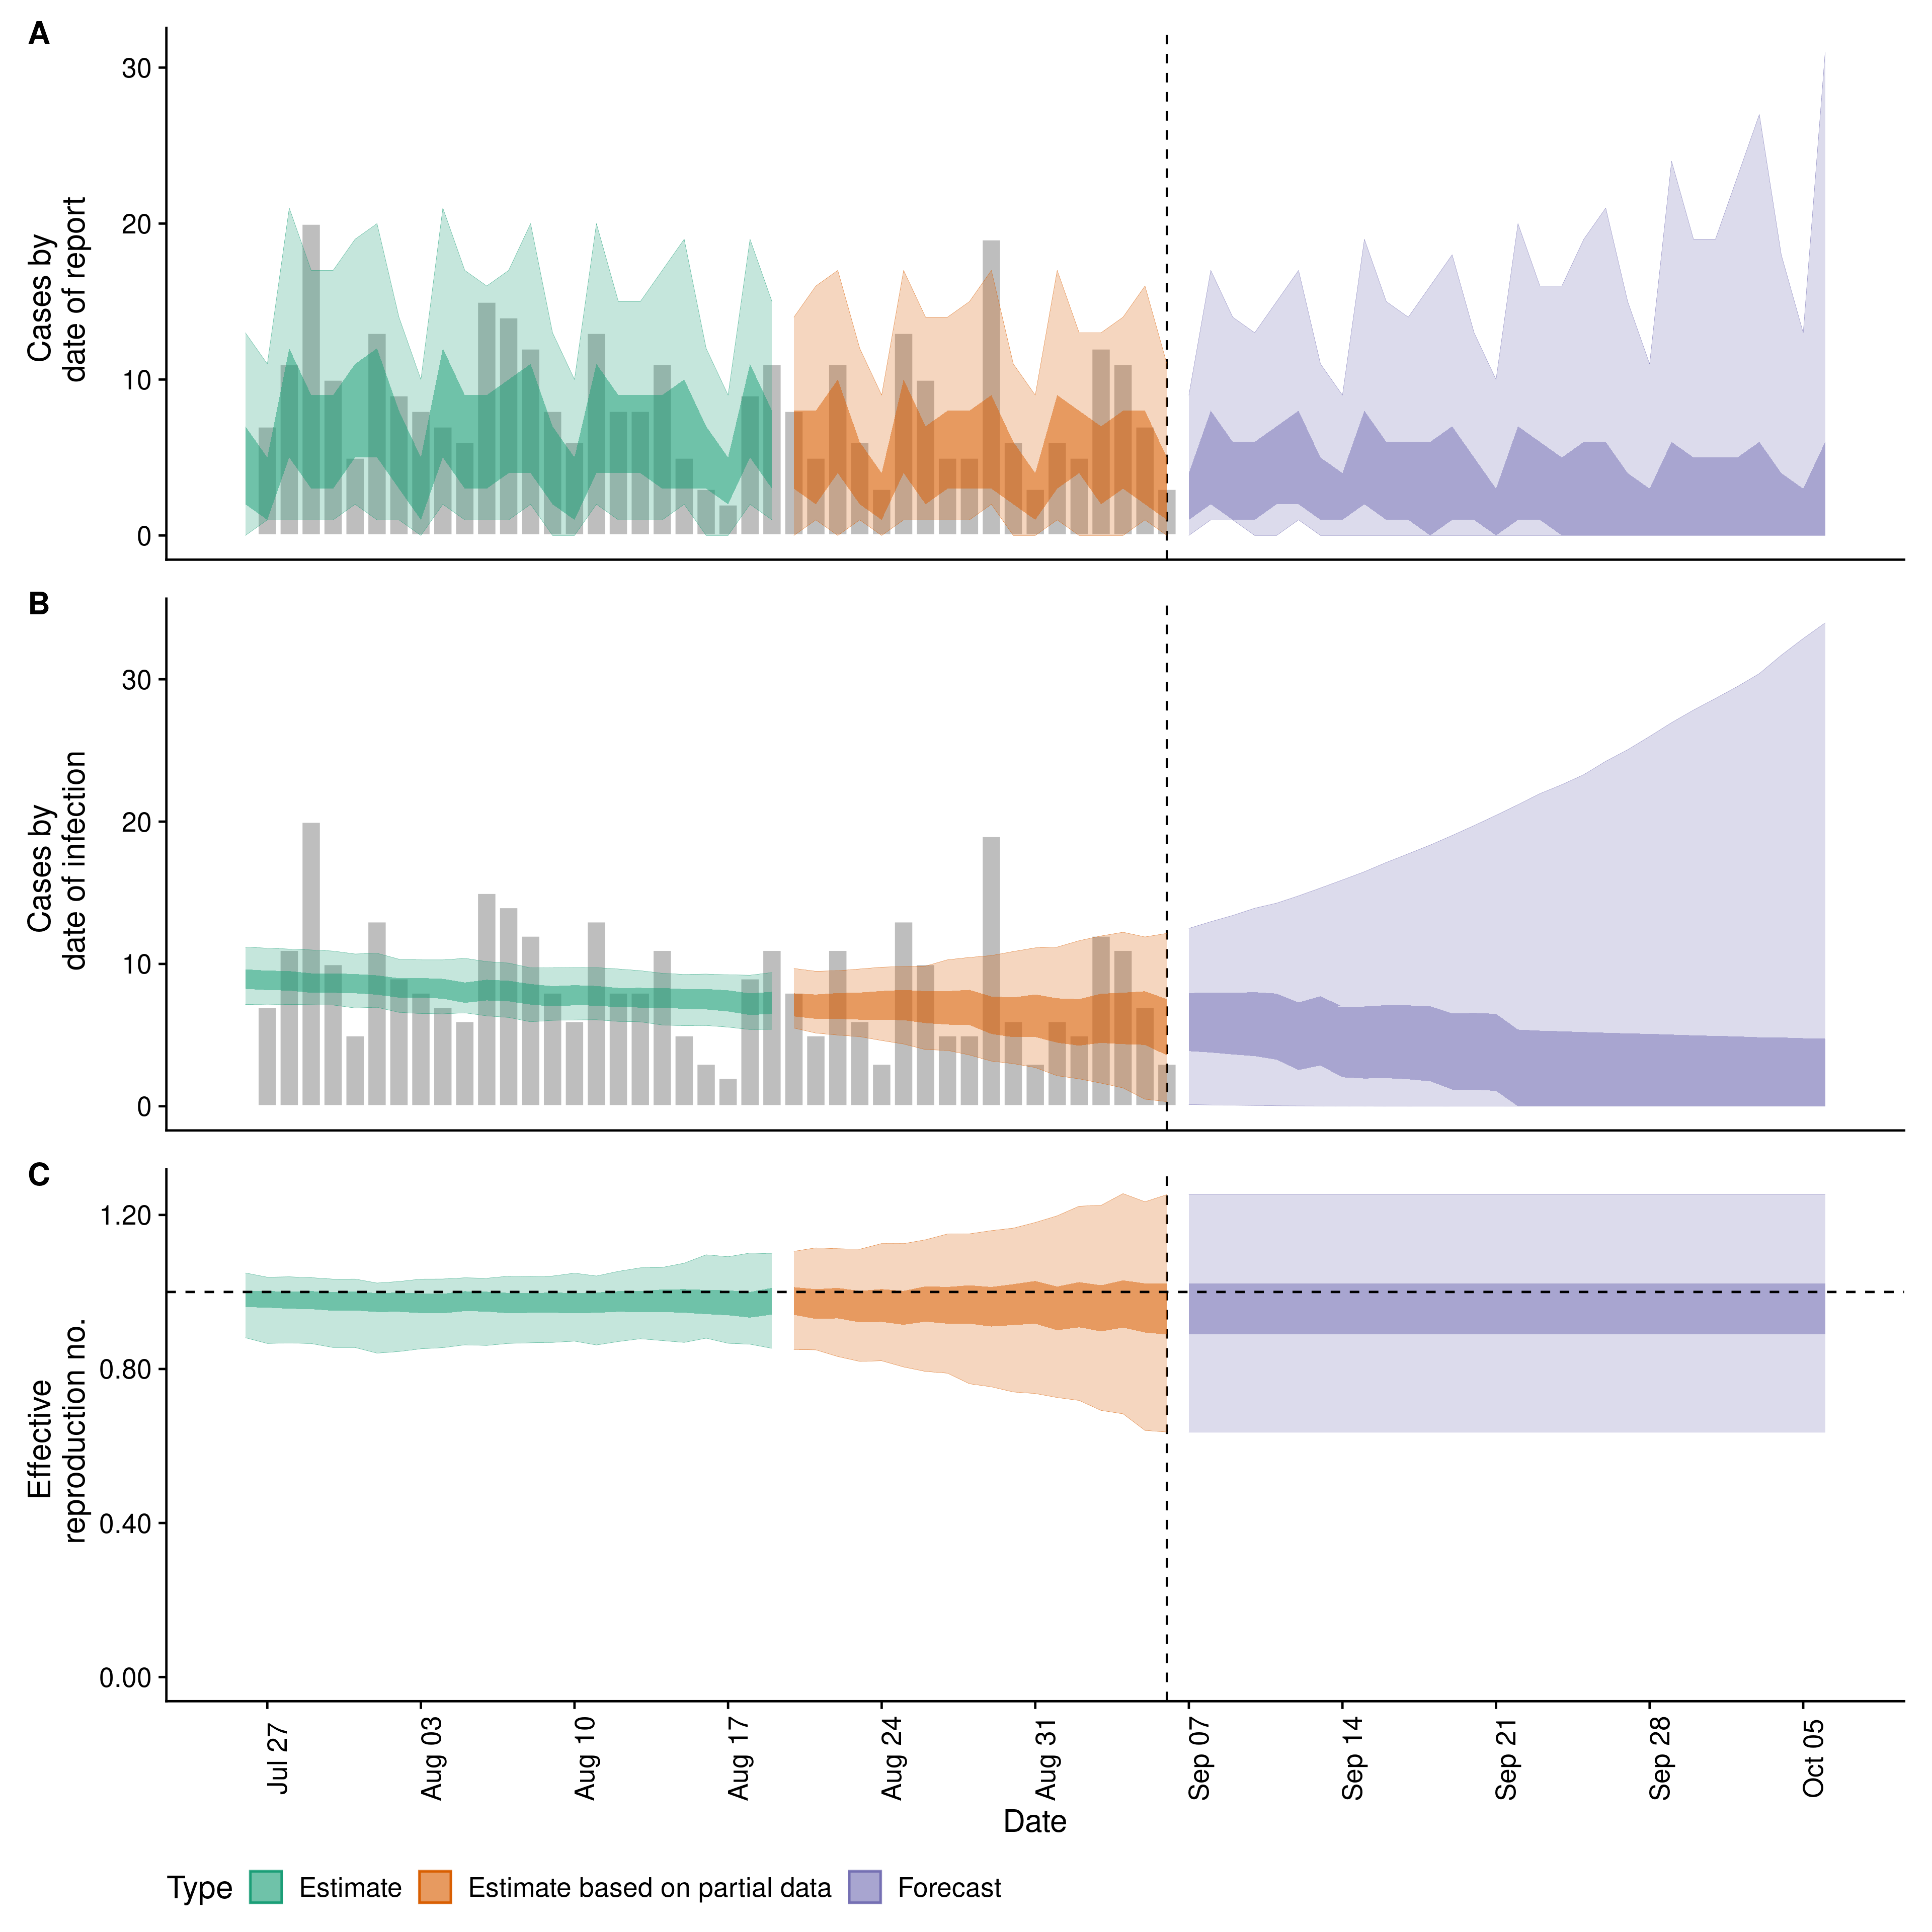 A
30
20
10
0
Cases by
date of report
B
30
20
10
0
Cases by
date of infection
C
1.20
0.80
0.40
0.00
Effective
reproduction no.
Jul 27
Aug 03
Aug 10
Aug 17
Aug 24
Aug 31
Sep 07
Sep 14
Sep 21
Sep 28
Oct 05
Date
Type Estimate Estimate based on partial data Forecast